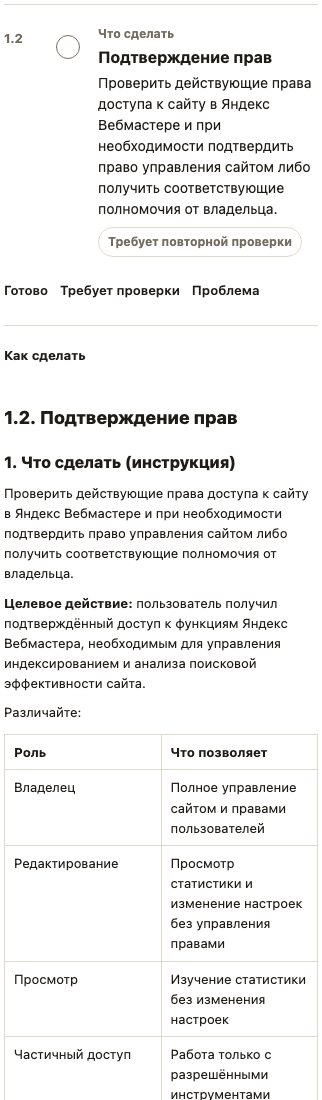 1.2
Что сделать
Подтверждение прав
Проверить действующие права
доступа к сайту в Яндекс
Вебмастере и при
необходимости подтвердить
право управления сайтом либо
получить соответствующие
полномочия от владельца.
Требует повторной проверки
Готово Требует проверки Проблема
Как сделать
1.2. Подтверждение прав
1. Что сделать (инструкция)
Проверить действующие права доступа к сайту
в Яндекс Вебмастере и при необходимости
подтвердить право управления сайтом либо
получить соответствующие полномочия от
владельца.
Целевое действие: пользователь получил
подтверждённый доступ к функциям Яндекс
Вебмастера, необходимым для управления
индексированием и анализа поисковой
эффективности сайта.
Различайте:
Роль Что позволяет
Владелец Полное управление
сайтом и правами
пользователей
Редактирование Просмотр
статистики и
изменение настроек
без управления
правами
Просмотр Изучение статистики
без изменения
настроек
Частичный доступ Работа только с
разрешёнными
инструментами